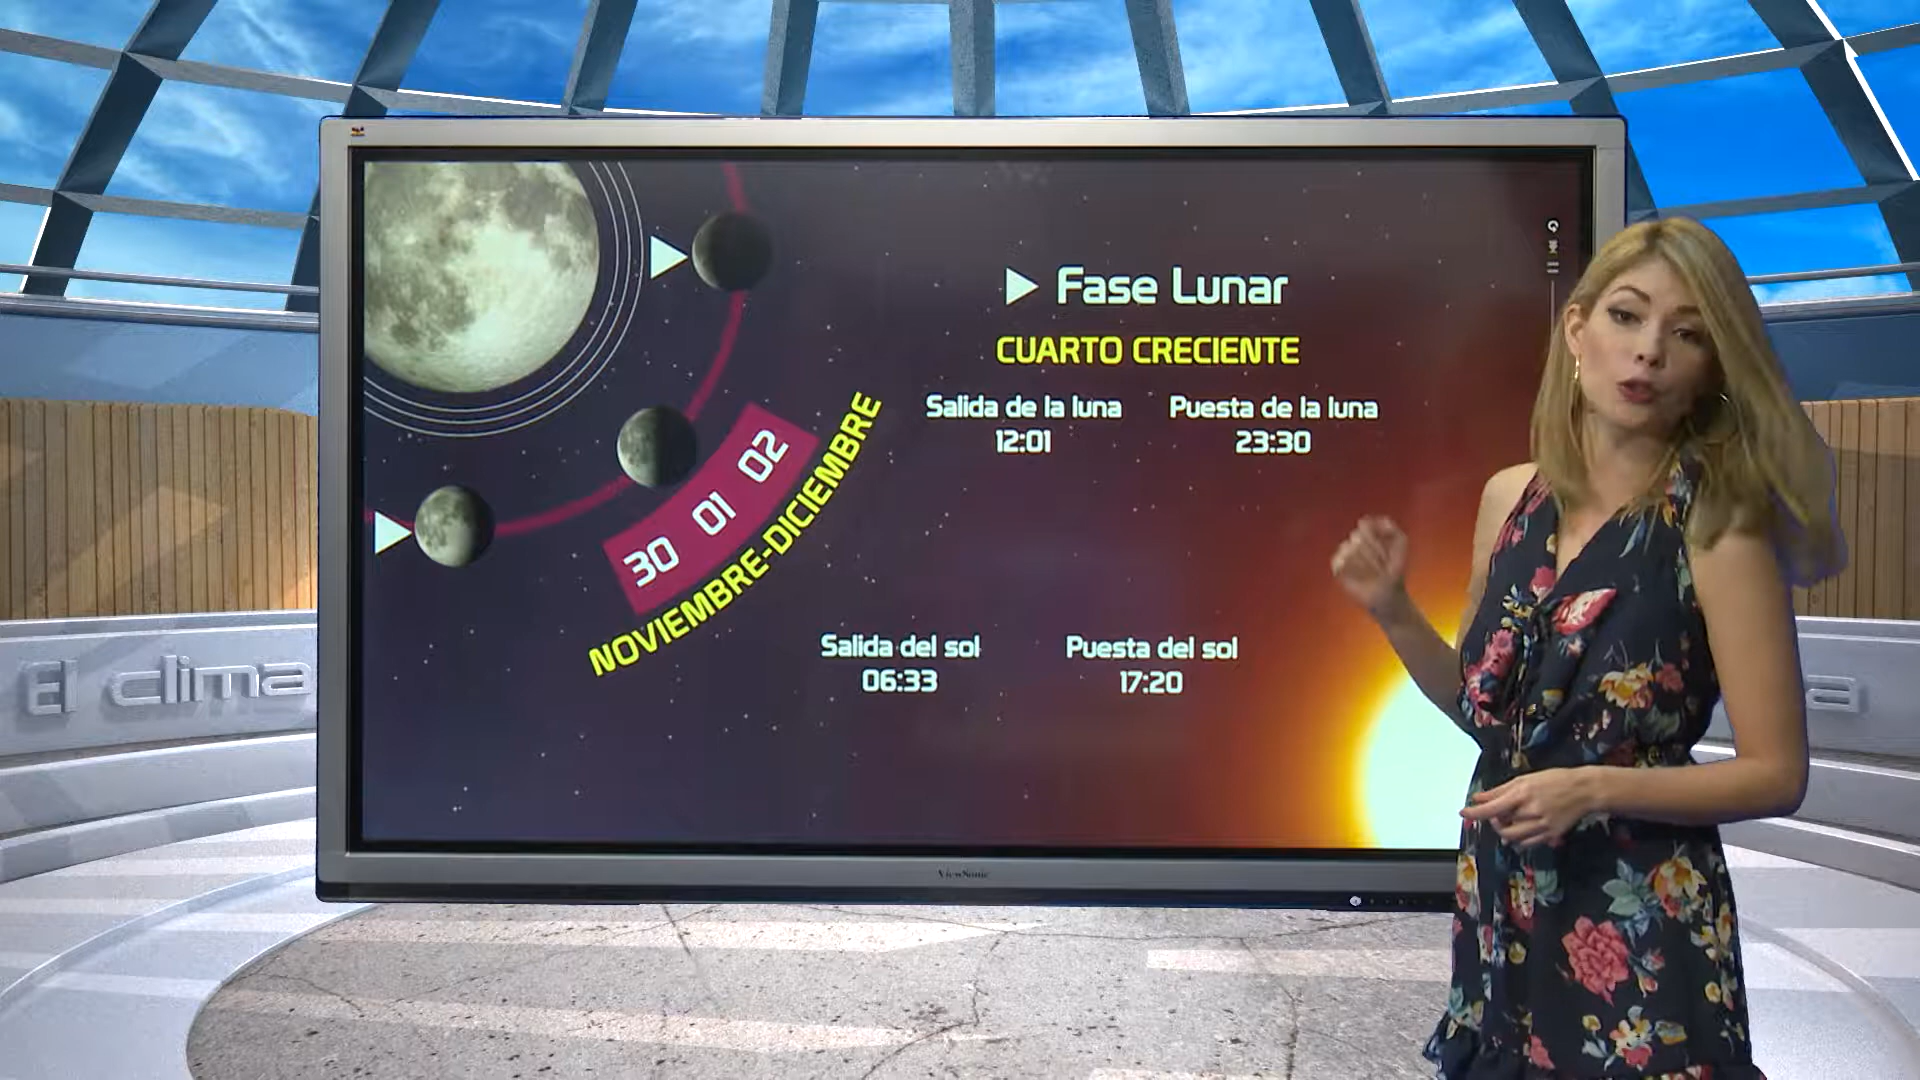 Fase Lunar
CUARTO CRECIENTE
Salida de la luna
12:01
Puesta de la luna
23:30
30 01 02
NOVIEMBRE-DICIEMBRE
Salida del sol
06:33
Puesta del sol
17:20
El clima
a
ViewSonic